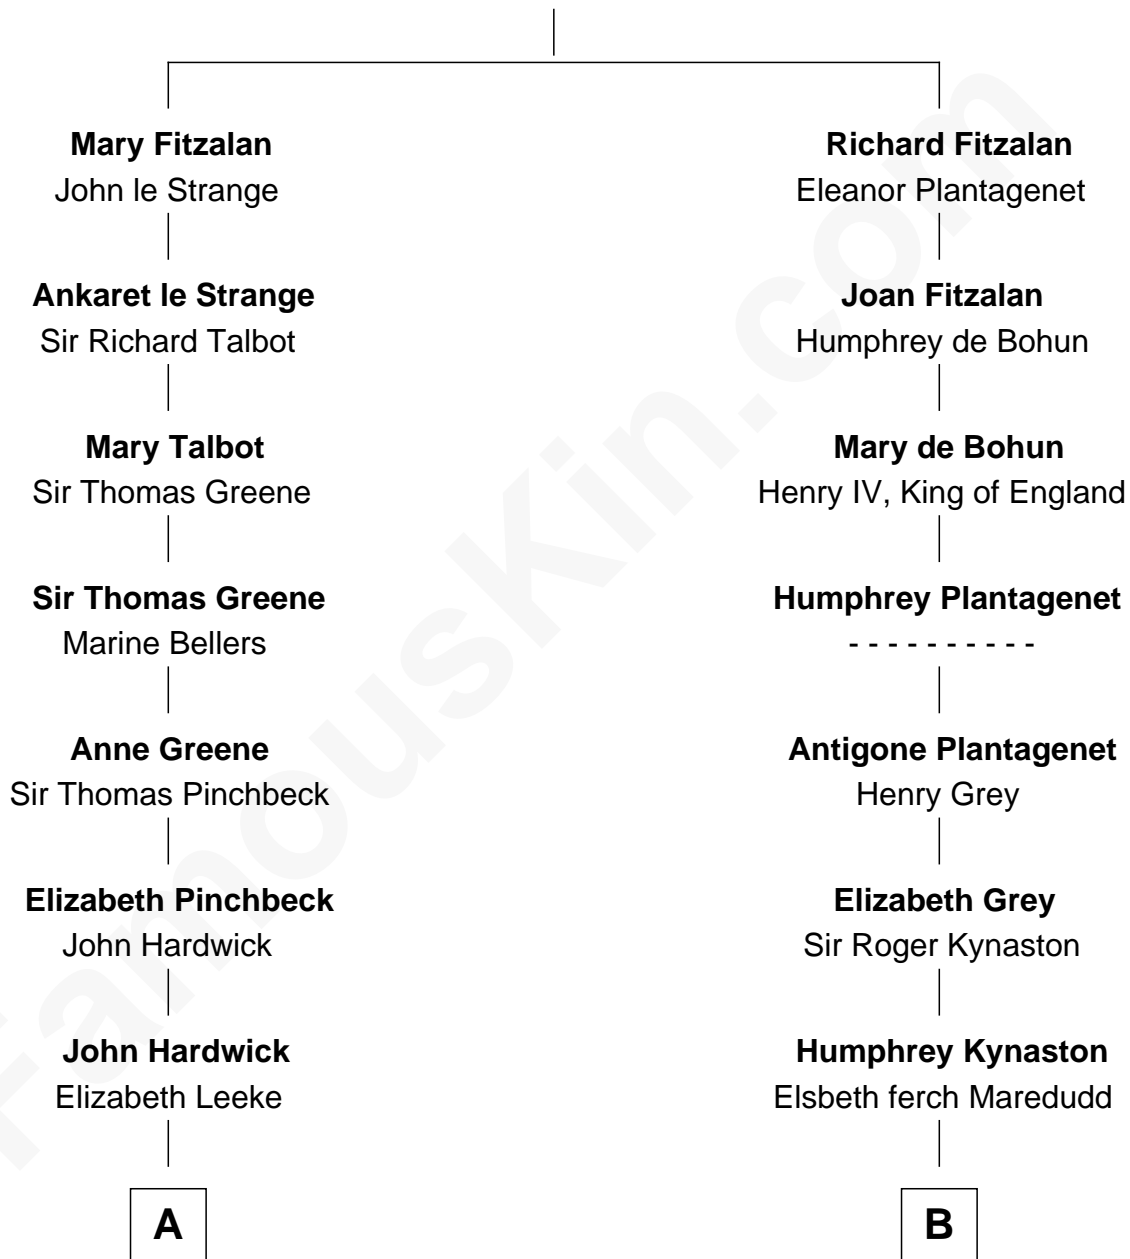 Mary Fitzalan
John le Strange
Richard Fitzalan
Eleanor Plantagenet
Ankaret le Strange
Sir Richard Talbot
Joan Fitzalan
Humphrey de Bohun
Mary Talbot
Sir Thomas Greene
Mary de Bohun
Henry IV, King of England
Sir Thomas Greene
Marine Bellers
Humphrey Plantagenet
- - - - - - - - - -
Anne Greene
Sir Thomas Pinchbeck
Antigone Plantagenet
Henry Grey
Elizabeth Pinchbeck
John Hardwick
Elizabeth Grey
Sir Roger Kynaston
John Hardwick
Elizabeth Leeke
Humphrey Kynaston
Elsbeth ferch Maredudd
A
B
FamousKin.com